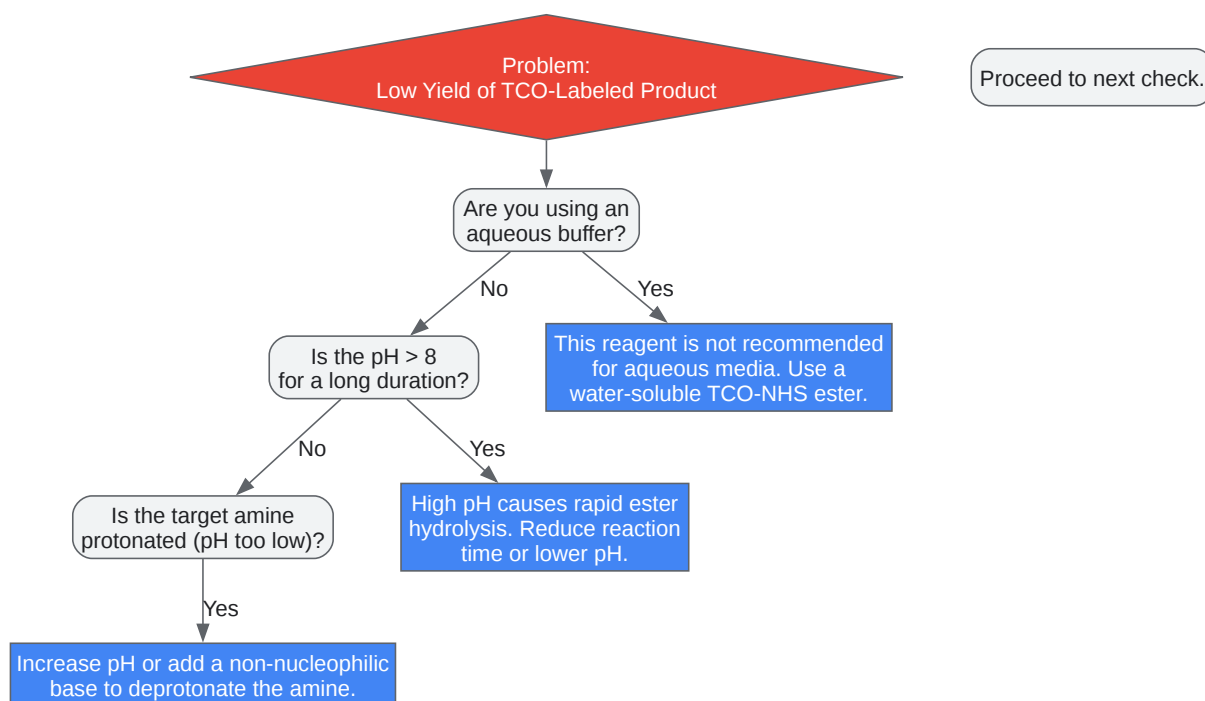 Problem:
Low Yield of TCO-Labeled Product
Proceed to next check.
Are you using an
aqueous buffer?
No
Yes
Is the pH > 8
for a long duration?
This reagent is not recommended
for aqueous media. Use a
water-soluble TCO-NHS ester.
No
Yes
Is the target amine
protonated (pH too low)?
High pH causes rapid ester
hydrolysis. Reduce reaction
time or lower pH.
Yes
Increase pH or add a non-nucleophilic
base to deprotonate the amine.